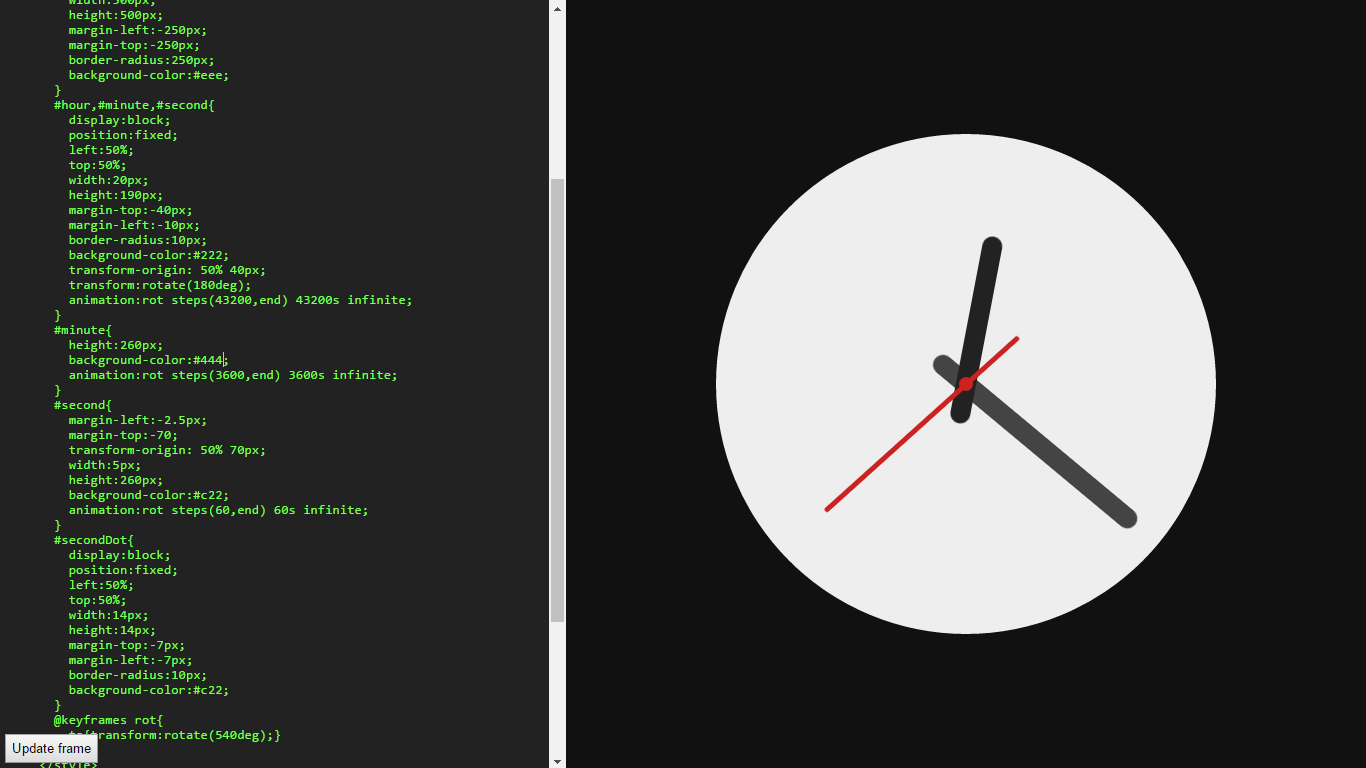 width:500px;
height:500px;
margin-left:-250px;
margin-top:-250px;
border-radius:250px;
background-color:#eee;
}
#hour,#minute,#second{
display:block;
position:fixed;
left:50%;
top:50%;
width:20px;
height:190px;
margin-top:-40px;
margin-left:-10px;
border-radius:10px;
background-color:#222;
transform-origin: 50% 40px;
transform:rotate(180deg);
animation:rot steps(43200,end) 43200s infinite;
}
#minute{
height:260px;
background-color:#444;
animation:rot steps(3600,end) 3600s infinite;
}
#second{
margin-left:-2.5px;
margin-top:-70;
transform-origin: 50% 70px;
width:5px;
height:260px;
background-color:#c22;
animation:rot steps(60,end) 60s infinite;
}
#secondDot{
display:block;
position:fixed;
left:50%;
top:50%;
width:14px;
height:14px;
margin-top:-7px;
margin-left:-7px;
border-radius:10px;
background-color:#c22;
}
@keyframes rot{
to{transform:rotate(540deg);}
Update frame
</style>